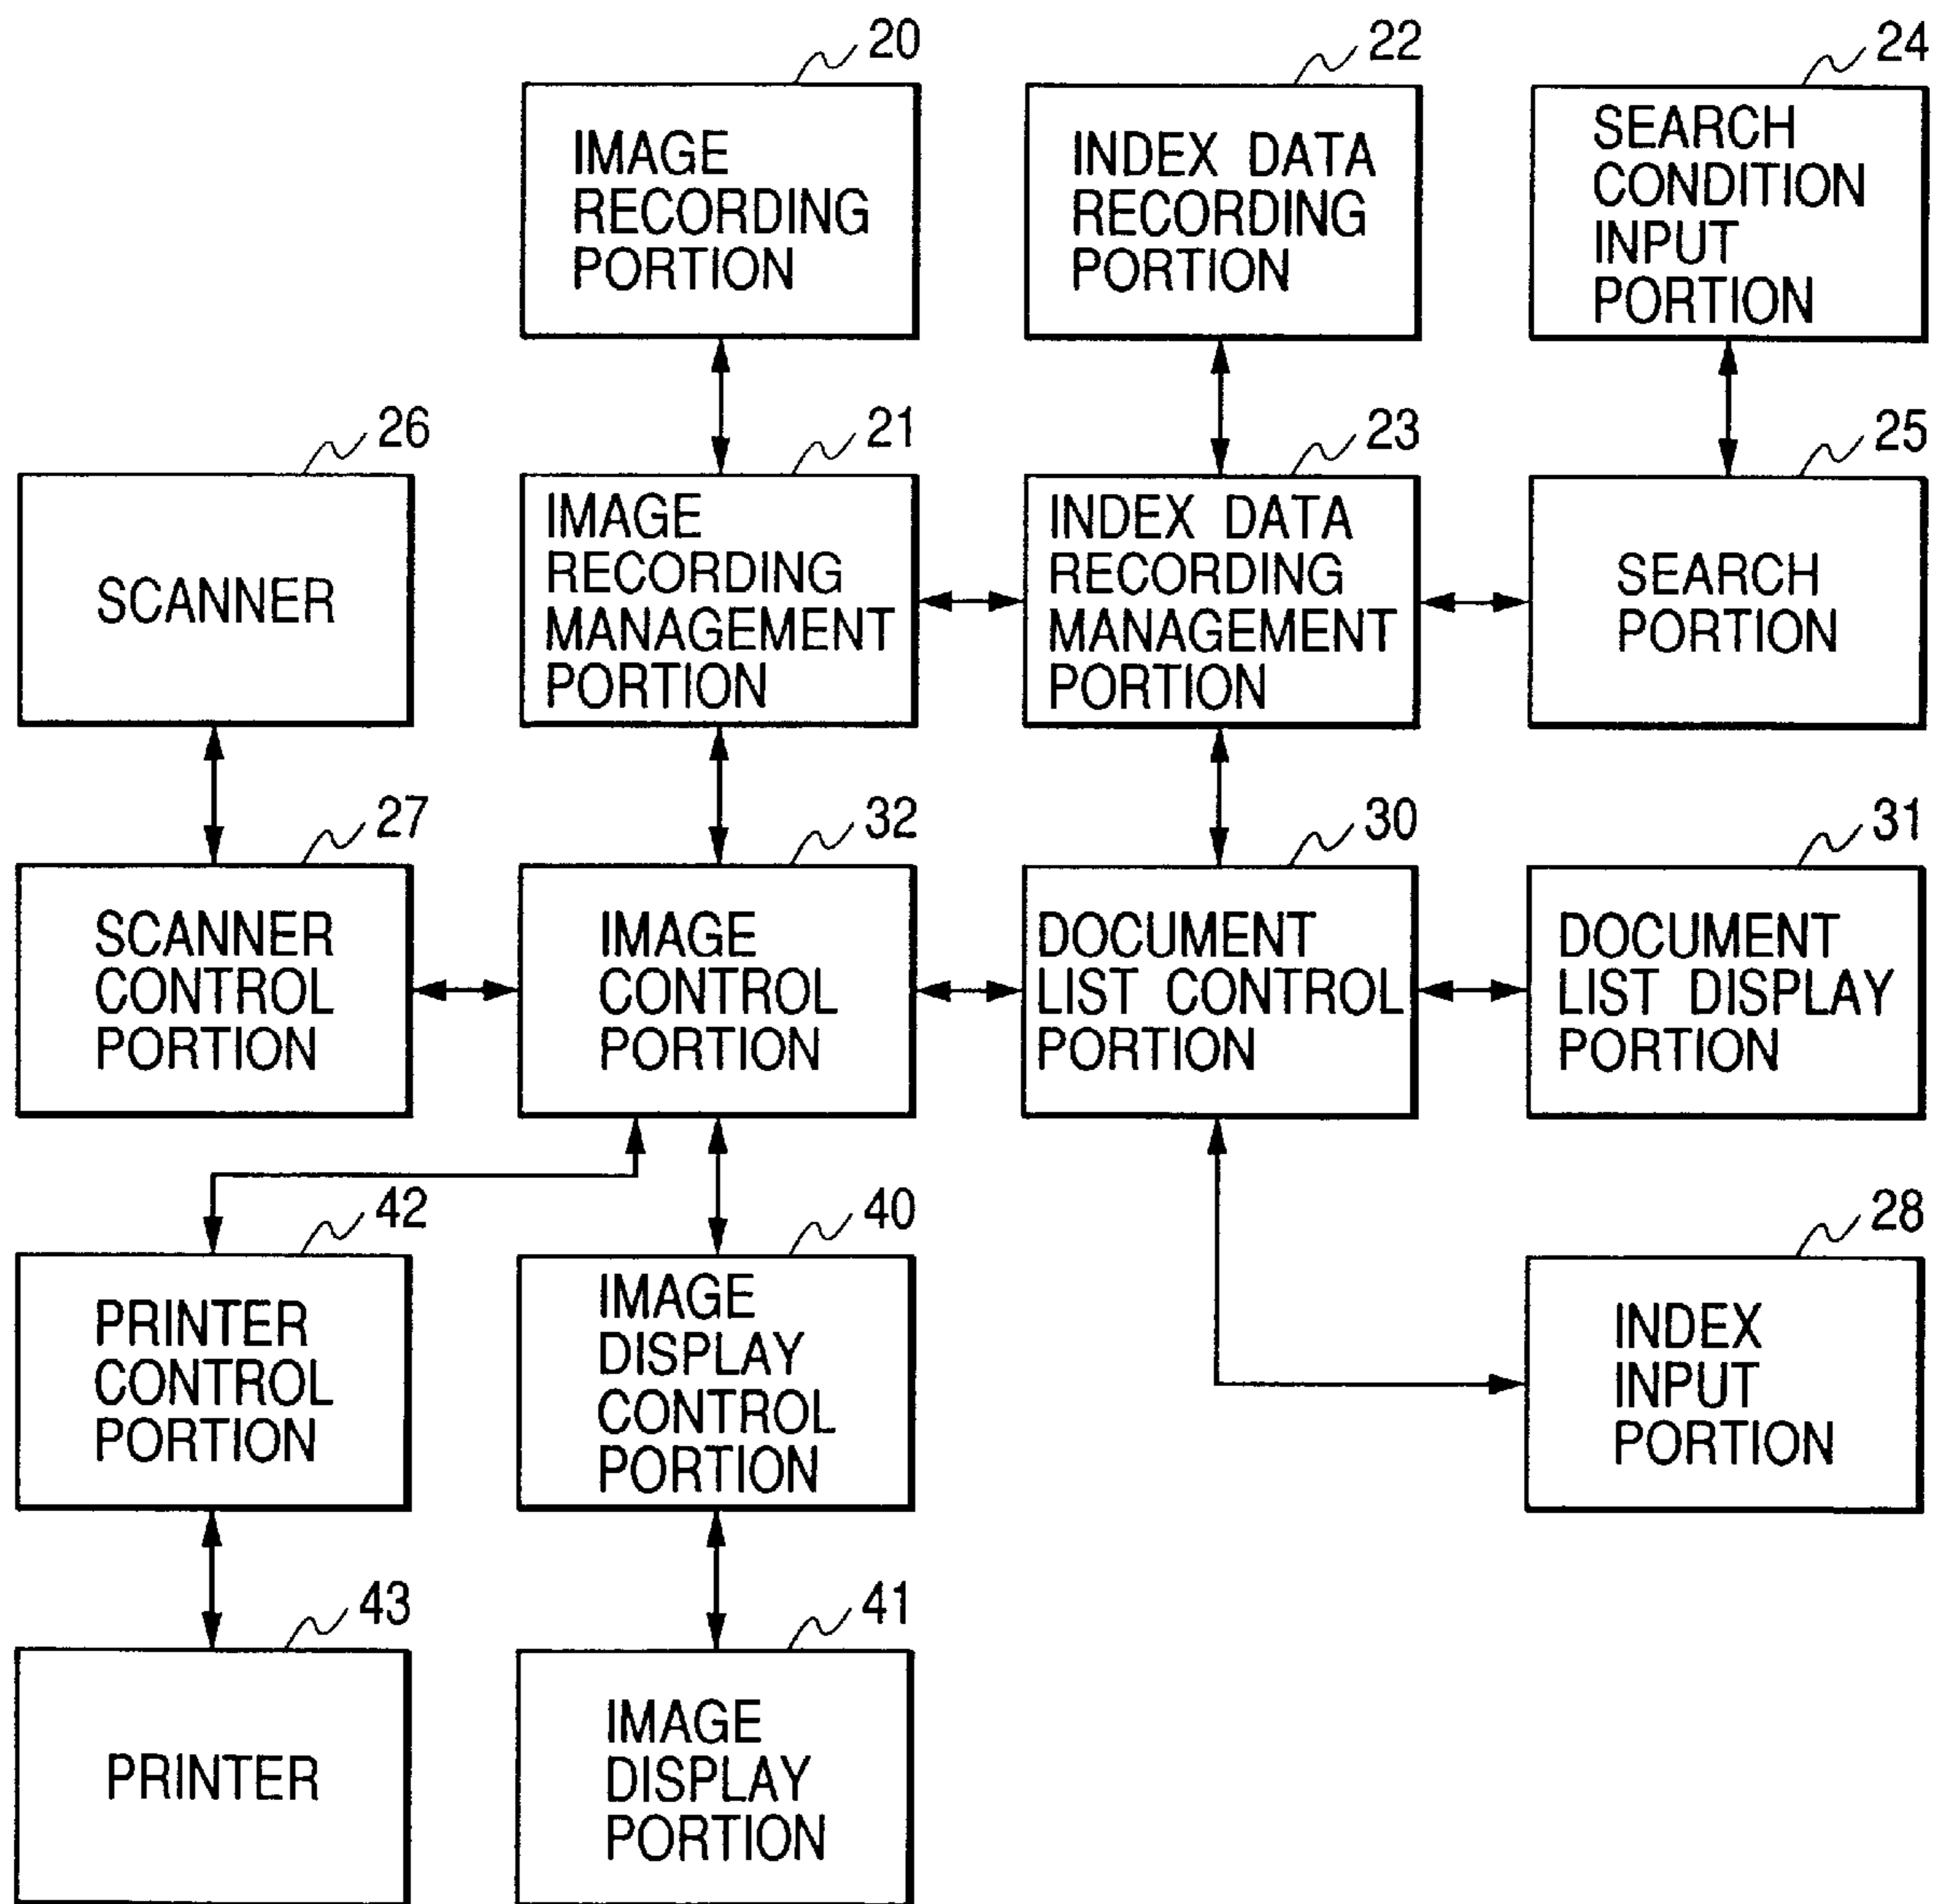 20
IMAGE
RECORDING
PORTION
22
INDEX DATA
RECORDING
PORTION
24
SEARCH
CONDITION
INPUT
PORTION
26
SCANNER
21
IMAGE
RECORDING
MANAGEMENT
PORTION
23
INDEX DATA
RECORDING
MANAGEMENT
PORTION
25
SEARCH
PORTION
27
SCANNER
CONTROL
PORTION
32
IMAGE
CONTROL
PORTION
30
DOCUMENT
LIST CONTROL
PORTION
31
DOCUMENT
LIST DISPLAY
PORTION
42
PRINTER
CONTROL
PORTION
40
IMAGE
DISPLAY
CONTROL
PORTION
28
INDEX
INPUT
PORTION
43
PRINTER
41
IMAGE
DISPLAY
PORTION